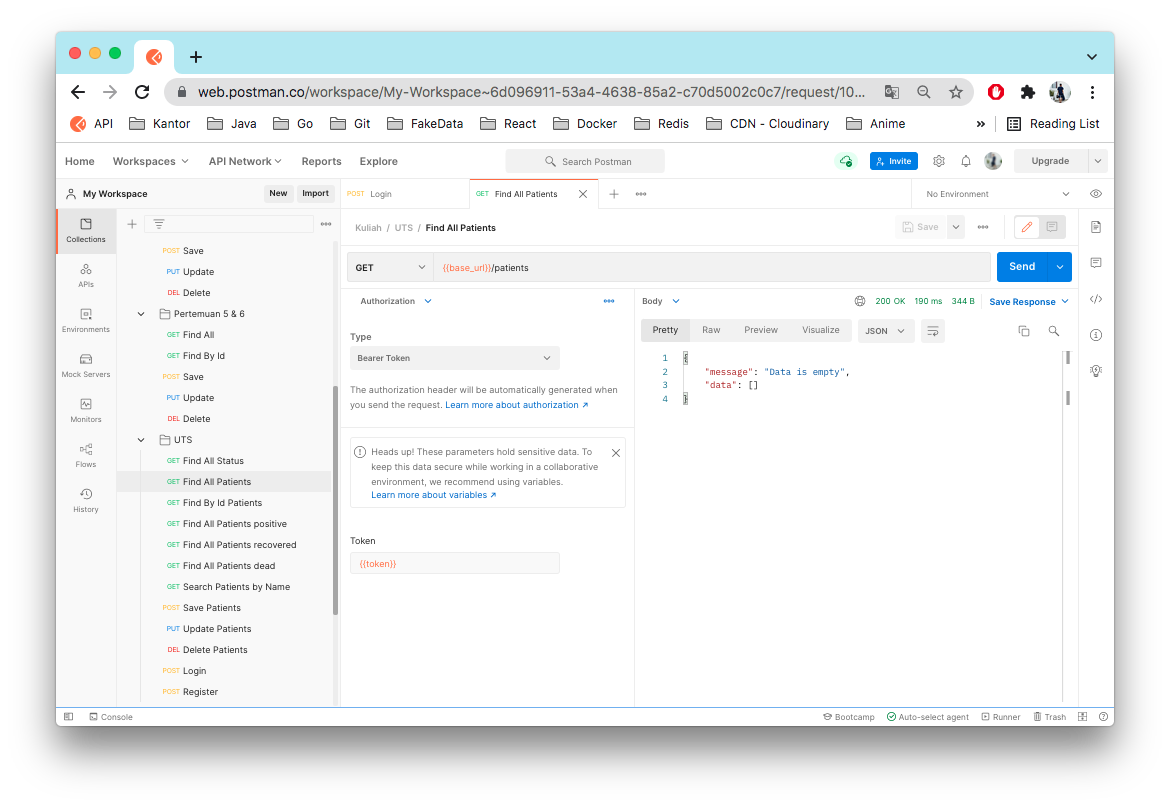 web.postman.co/workspace/My-Workspace~6d096911-53a4-4638-85a2-c70d5002c0c7/request/10...
API Kantor Java Go Git FakeData React Docker Redis CDN - Cloudinary Anime » Reading List
Home Workspaces API Network Reports Explore Search Postman Invite Upgrade
My Workspace New Import POST Login GET Find All Patients No Environment
Collections
APIs
Environments
Mock Servers
Monitors
Flows
History
POST Save
PUT Update
DEL Delete
Pertemuan 5 & 6
GET Find All
GET Find By Id
POST Save
PUT Update
DEL Delete
UTS
GET Find All Status
GET Find All Patients
GET Find By Id Patients
GET Find All Patients positive
GET Find All Patients recovered
GET Find All Patients dead
GET Search Patients by Name
POST Save Patients
PUT Update Patients
DEL Delete Patients
POST Login
POST Register
Kuliah / UTS / Find All Patients Save
GET {{base_url}}/patients Send
Authorization
Type
Bearer Token
The authorization header will be automatically generated when
you send the request. Learn more about authorization ↗
Heads up! These parameters hold sensitive data. To
keep this data secure while working in a collaborative
environment, we recommend using variables.
Learn more about variables ↗
Token
{{token}}
Body 200 OK 190 ms 344 B Save Response
Pretty Raw Preview Visualize JSON
1 {
2 "message": "Data is empty",
3 "data": []
4 }
Console Bootcamp Auto-select agent Runner Trash